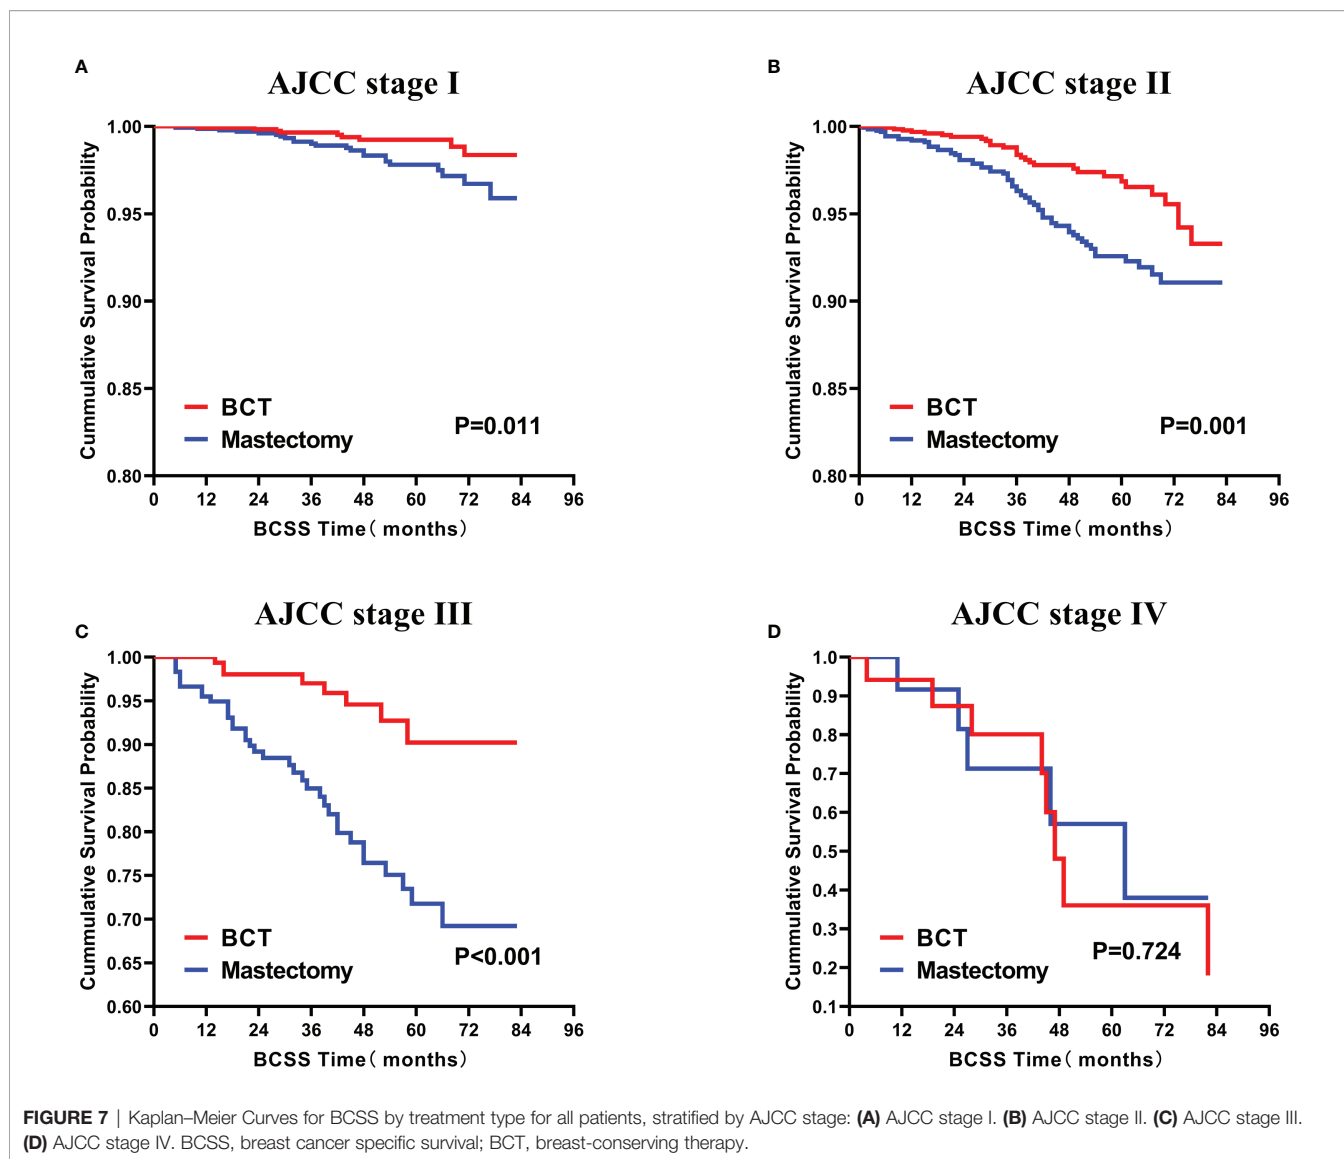 A
AJCC stage I
Cummulative Survival Probability
1.00
0.95
0.90
0.85
0.80
BCT
Mastectomy
P=0.011
0 12 24 36 48 60 72 84 96
BCSS Time( months)
B
AJCC stage II
Cummulative Survival Probability
1.00
0.95
0.90
0.85
0.80
BCT
Mastectomy
P=0.001
0 12 24 36 48 60 72 84 96
BCSS Time( months)
C
AJCC stage III
Cummulative Survival Probability
1.00
0.95
0.90
0.85
0.80
0.75
0.70
0.65
0.60
BCT
Mastectomy
P<0.001
0 12 24 36 48 60 72 84 96
BCSS Time( months)
D
AJCC stage IV
Cummulative Survival Probability
1.0
0.9
0.8
0.7
0.6
0.5
0.4
0.3
0.2
0.1
BCT
Mastectomy
P=0.724
0 12 24 36 48 60 72 84 96
BCSS Time( months)
FIGURE 7 | Kaplan–Meier Curves for BCSS by treatment type for all patients, stratified by AJCC stage: (A) AJCC stage I. (B) AJCC stage II. (C) AJCC stage III.
(D) AJCC stage IV. BCSS, breast cancer specific survival; BCT, breast-conserving therapy.